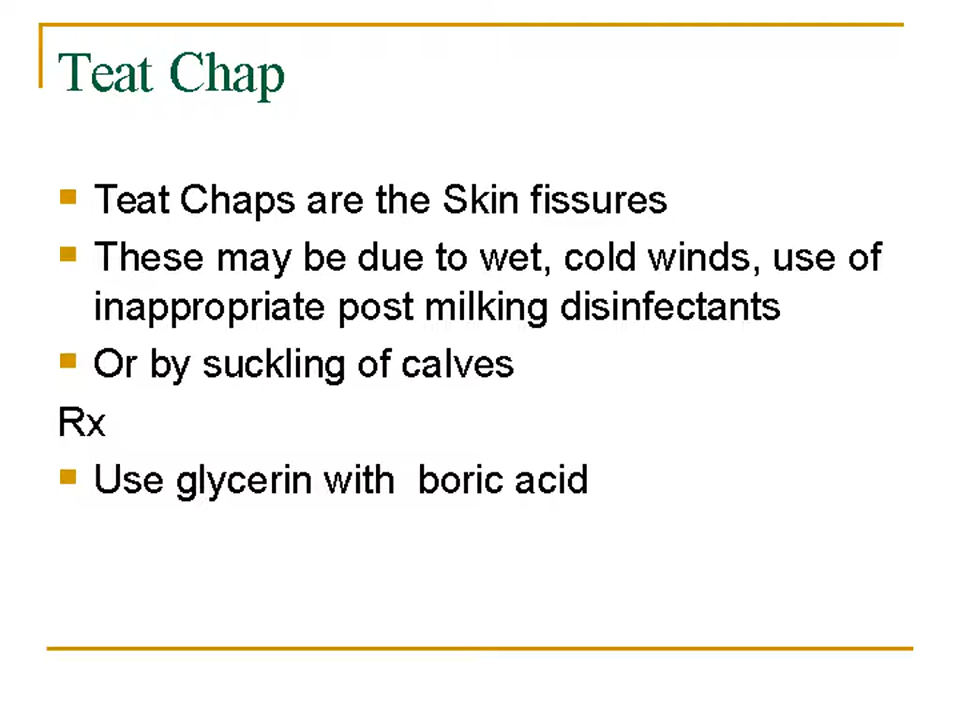 Teat Chap
Teat Chaps are the Skin fissures
These may be due to wet, cold winds, use of
inappropriate post milking disinfectants
Or by suckling of calves
Rx
Use glycerin with  boric acid